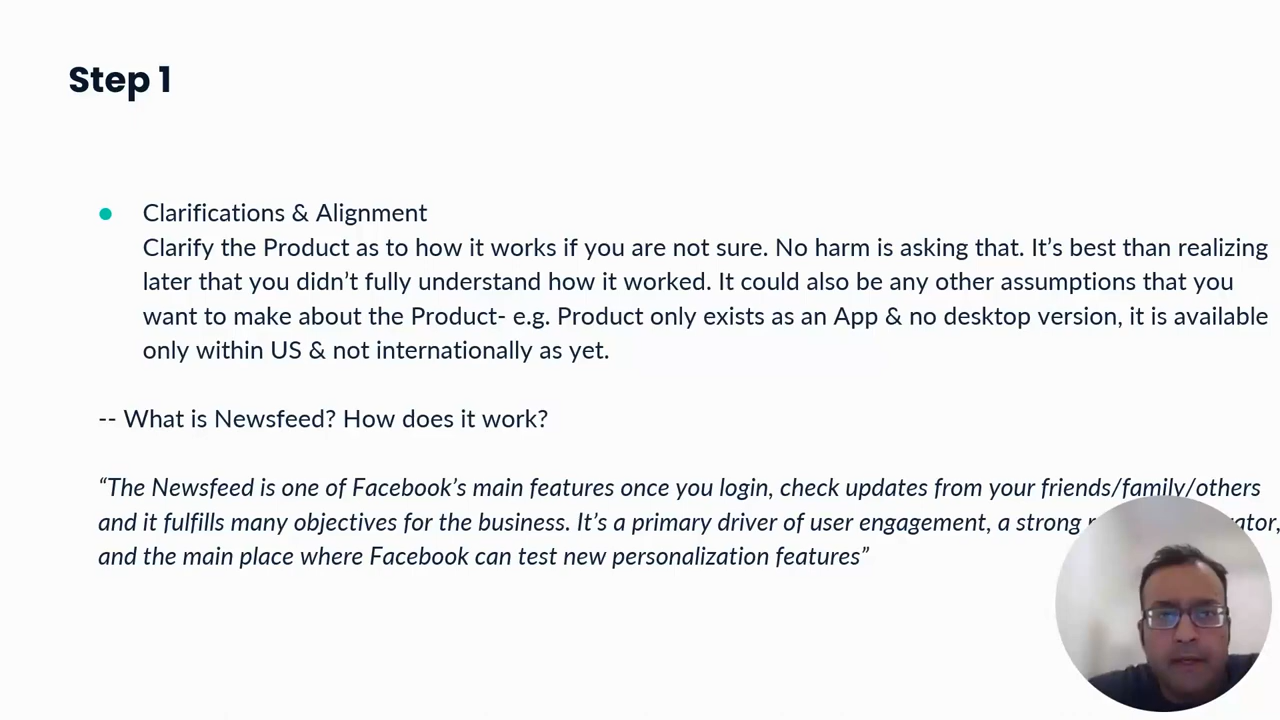 Step 1
● Clarifications & Alignment
Clarify the Product as to how it works if you are not sure. No harm is asking that. It’s best than realizing
later that you didn’t fully understand how it worked. It could also be any other assumptions that you
want to make about the Product- e.g. Product only exists as an App & no desktop version, it is available
only within US & not internationally as yet.
-- What is Newsfeed? How does it work?
“The Newsfeed is one of Facebook’s main features once you login, check updates from your friends/family/others
and it fulfills many objectives for the business. It’s a primary driver of user engagement, a strong
and the main place where Facebook can test new personalization features”